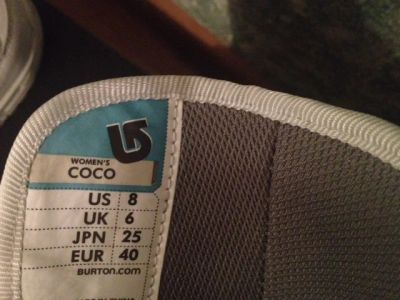 WOMEN'S
COCO
US 8
UK 6
JPN 25
EUR 40
BURTON.com